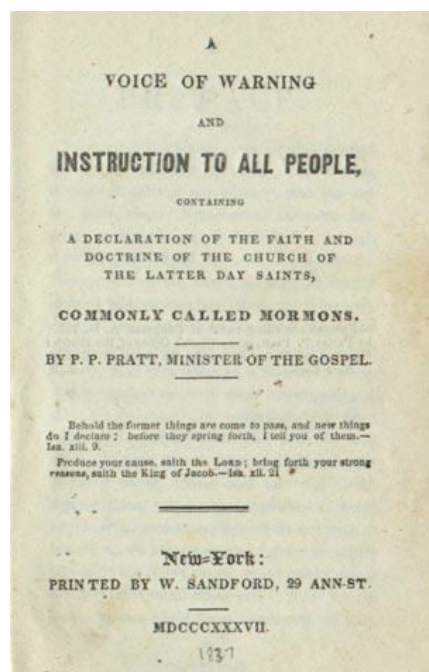 A
VOICE OF WARNING
AND
INSTRUCTION TO ALL PEOPLE,
CONTAINING
A DECLARATION OF THE FAITH AND
DOCTRINE OF THE CHURCH OF
THE LATTER DAY SAINTS,
COMMONLY CALLED MORMONS.
BY P. P. PRATT, MINISTER OF THE GOSPEL.
Behold the former things are come to pass, and new things
do I declare; before they spring forth, I tell you of them.—
Isa. xlii. 9.
Produce your cause, saith the LORD; bring forth your strong
reasons, saith the King of Jacob.—Isa. xli. 21
New=York:
PRINTED BY W. SANDFORD, 29 ANN-ST.
MDCCCXXXVII.
1837